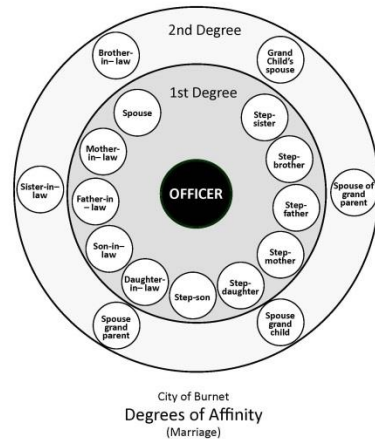 2nd Degree
Brother-
in– law
Grand
Child's
spouse
1st Degree
Spouse
Step-
sister
Mother-
in– law
Step-
brother
Sister-in–
law
Father-in
– law
OFFICER
Step-
father
Spouse of
grand
parent
Son-in–
law
Step-
mother
Daughter-
in– law
Step-son
Step-
daughter
Spouse
grand
parent
Spouse
grand
child
City of Burnet
Degrees of Affinity
(Marriage)